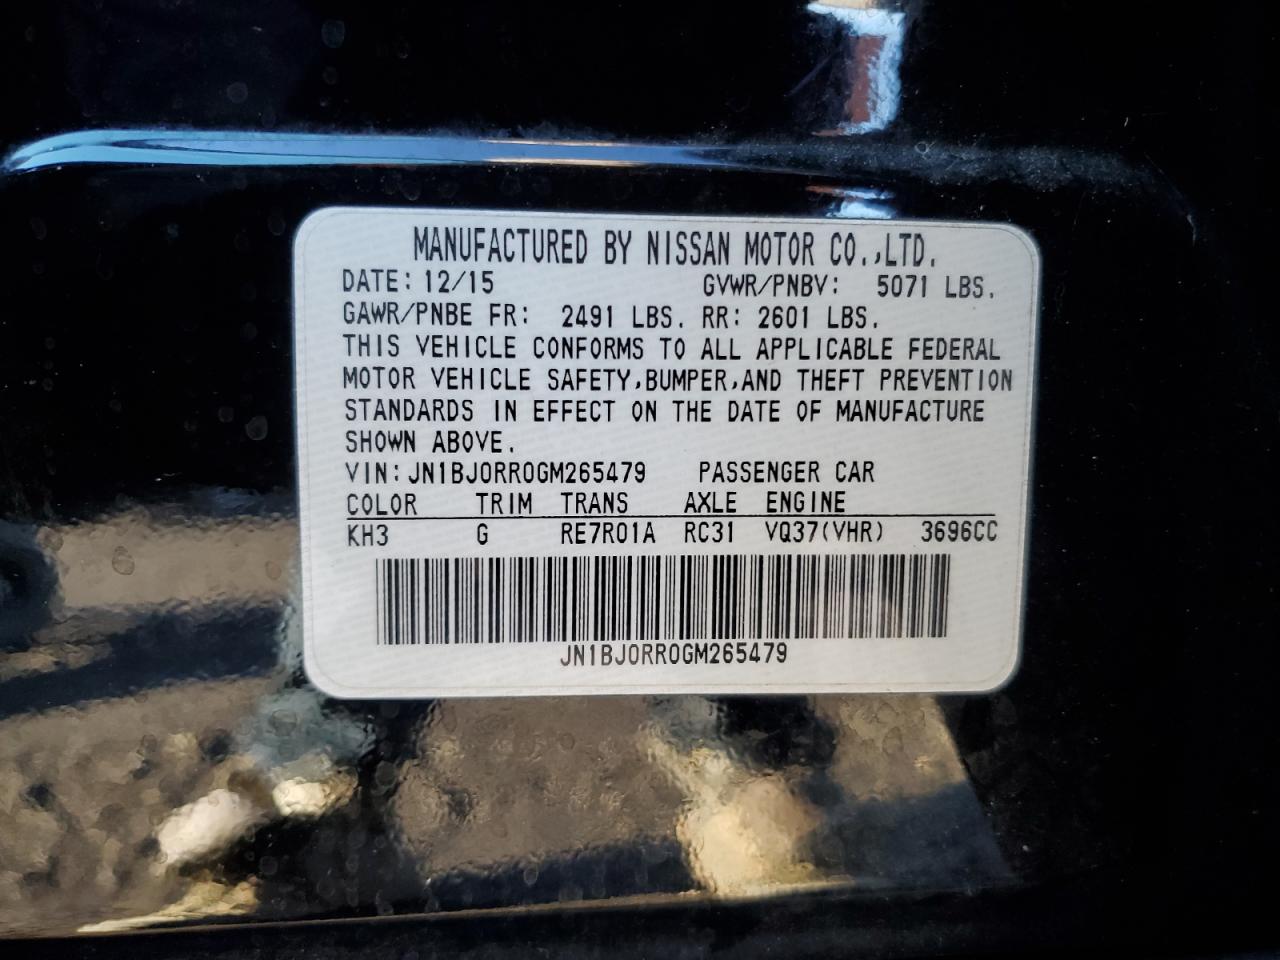 MANUFACTURED BY NISSAN MOTOR CO.,LTD.
DATE: 12/15 GVWR/PNBV: 5071 LBS.
GAWR/PNBE FR: 2491 LBS. RR: 2601 LBS.
THIS VEHICLE CONFORMS TO ALL APPLICABLE FEDERAL
MOTOR VEHICLE SAFETY,BUMPER,AND THEFT PREVENTION
STANDARDS IN EFFECT ON THE DATE OF MANUFACTURE
SHOWN ABOVE.
VIN:JN1BJ0RR0GM265479 PASSENGER CAR
COLOR TRIM TRANS AXLE ENGINE
KH3 G RE7R01A RC31 VQ37(VHR) 3696CC
JN1BJ0RR0GM265479